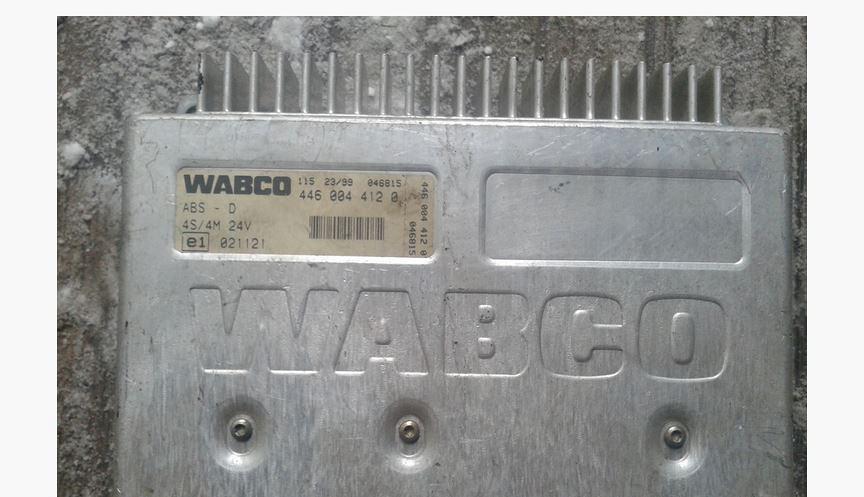 WABCO 115 23/99 046815
446 004 412 0
ABS - D
4S/4M 24V
e1 021121
446 004 412 0
046815
WABCO